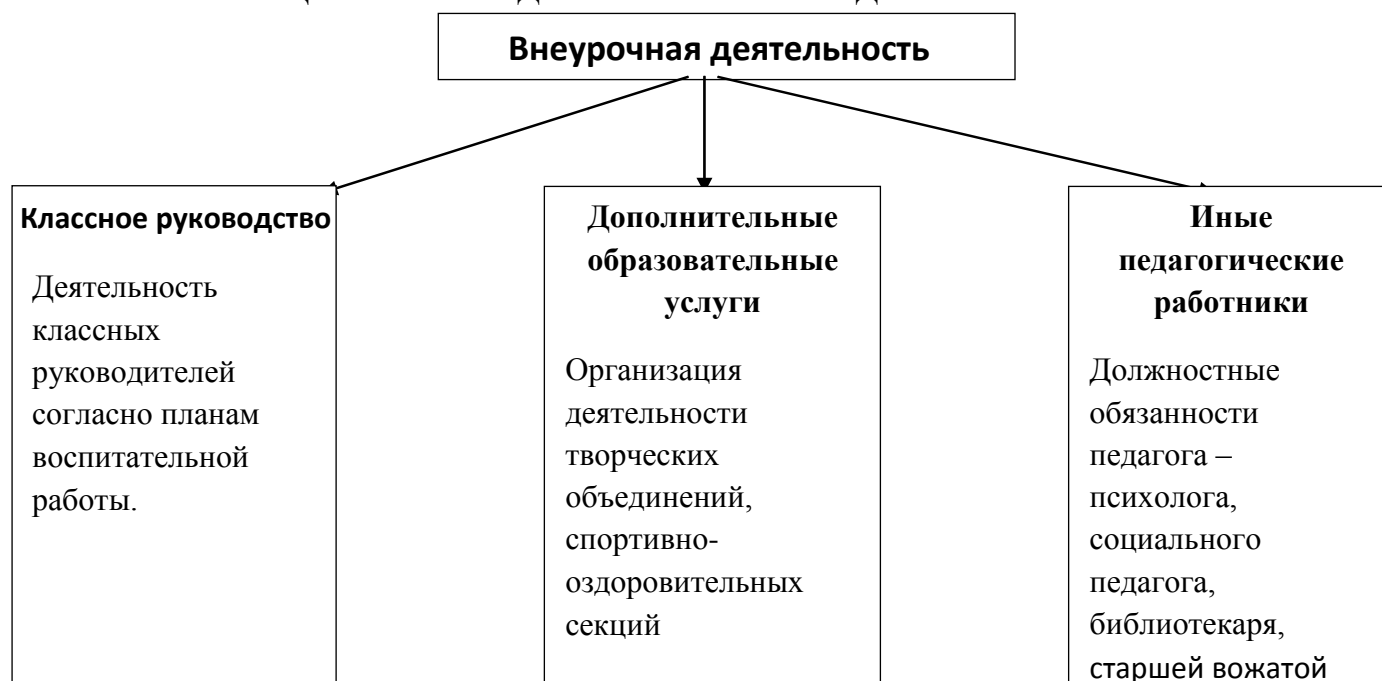 Внеурочная деятельность
Классное руководство
Деятельность
классных
руководителей
согласно планам
воспитательной
работы.
Дополнительные
образовательные
услуги
Организация
деятельности
творческих
объединений,
спортивно-
оздоровительных
секций
Иные
педагогические
работники
Должностные
обязанности
педагога –
психолога,
социального
педагога,
библиотекаря,
старшей вожатой